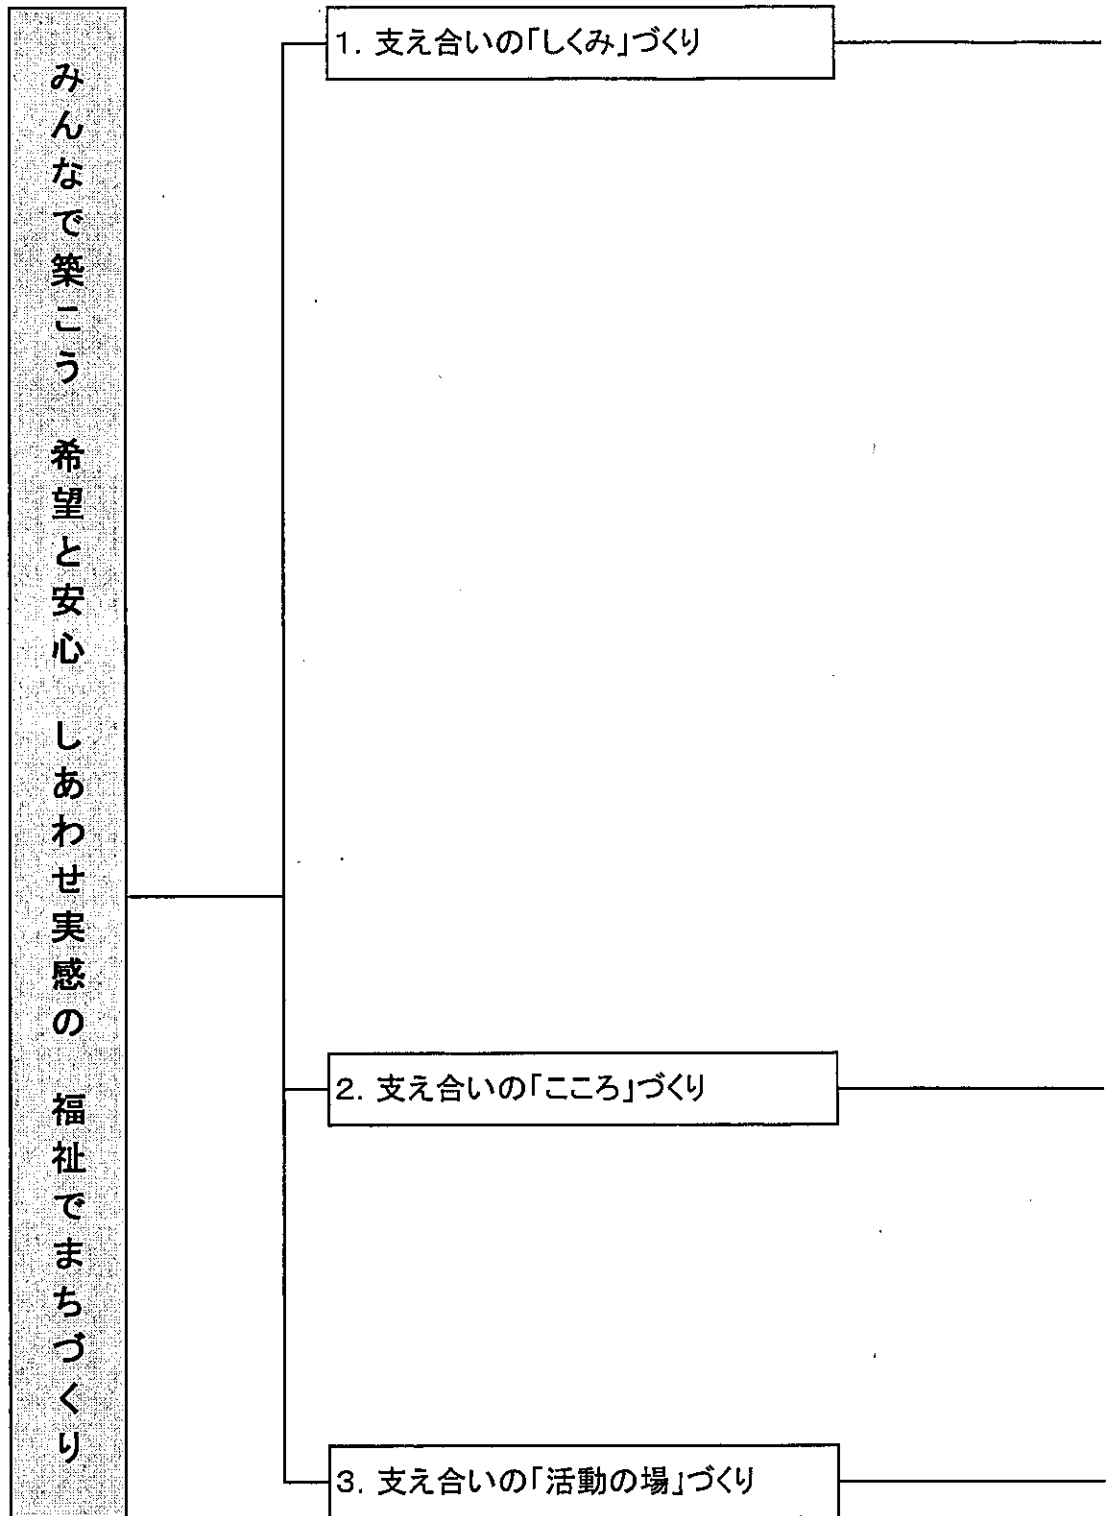 みんなで築こう 希望と安心 しあわせ実感の 福祉でまちづくり
1. 支え合いの「しくみ」づくり
2. 支え合いの「こころ」づくり
3. 支え合いの「活動の場」づくり